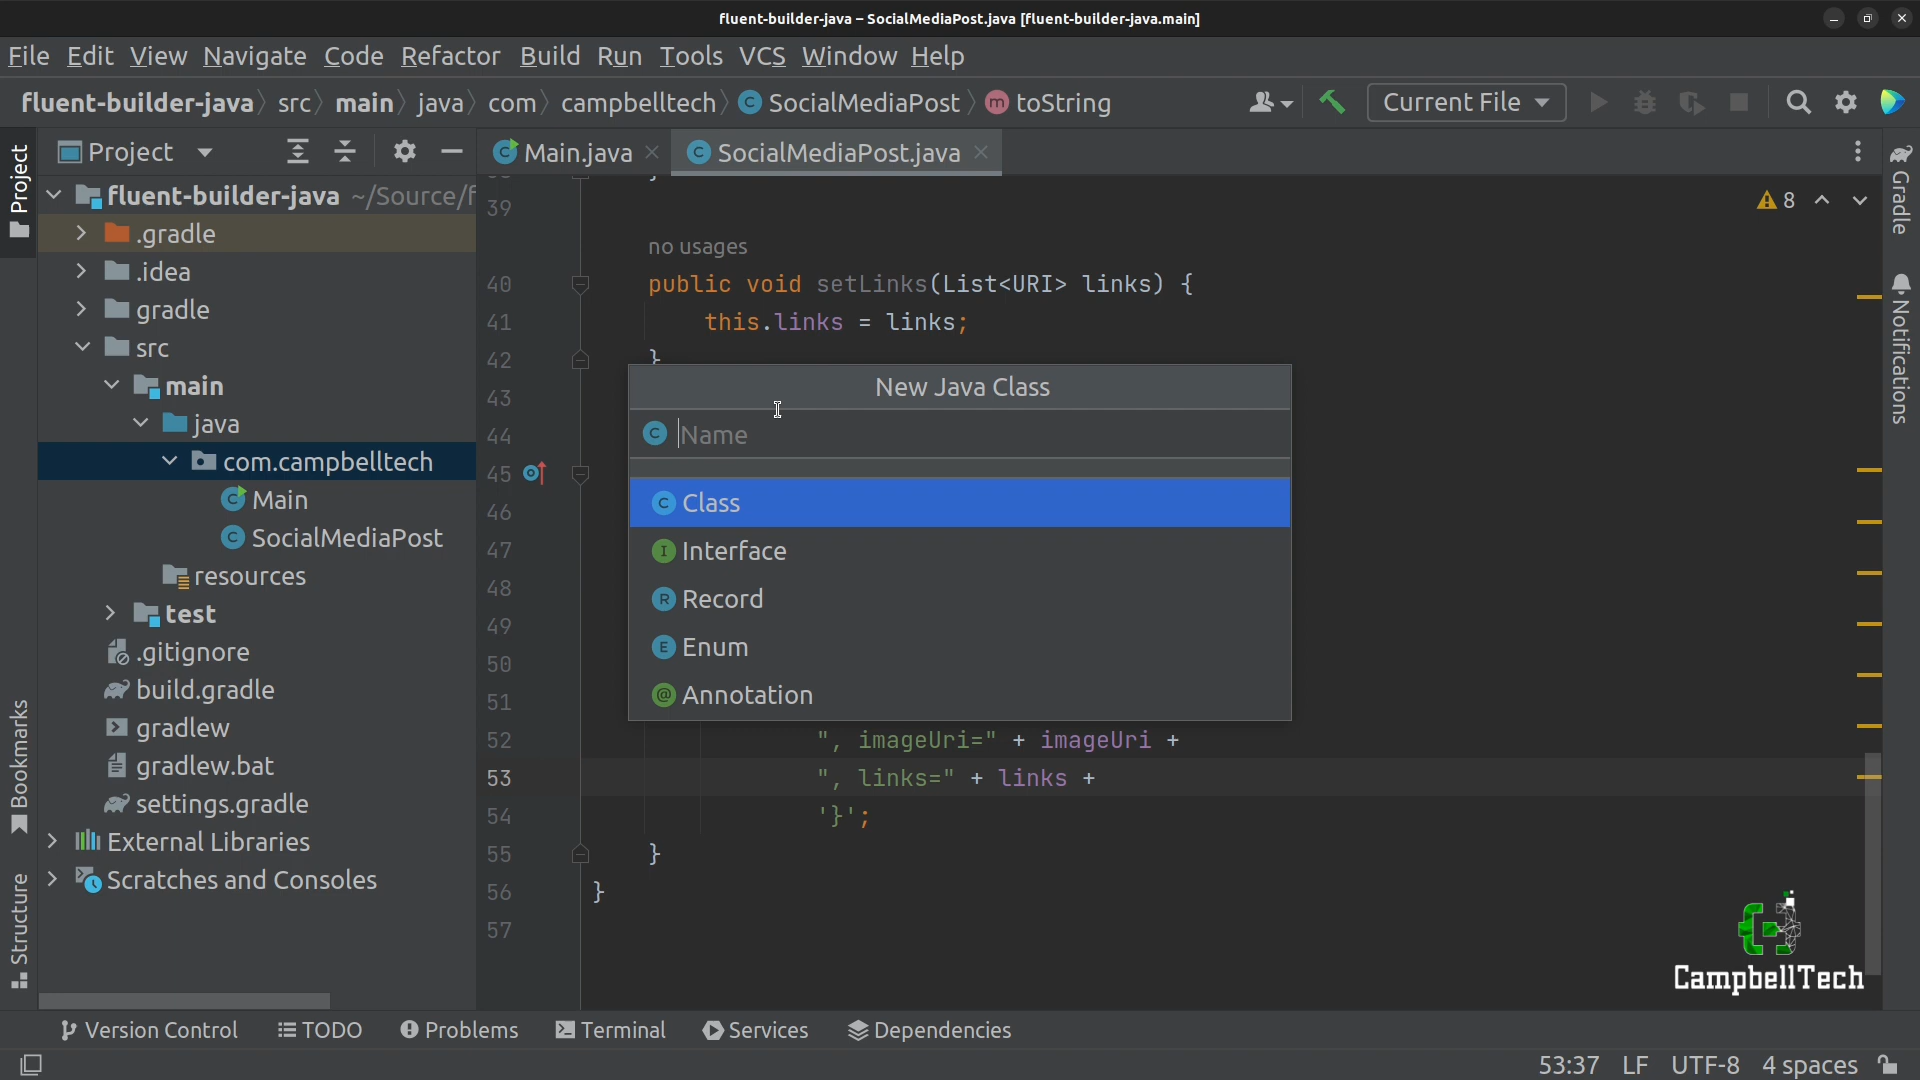 fluent-builder-java – SocialMediaPost.java [fluent-builder-java.main]
File Edit View Navigate Code Refactor Build Run Tools VCS Window Help
fluent-builder-java src main java com campbelltech C SocialMediaPost m toString Current File
Project
Project
Main.java
SocialMediaPost.java
fluent-builder-java ~/Source/f
.gradle
.idea
gradle
src
main
java
com.campbelltech
Main
SocialMediaPost
resources
test
.gitignore
build.gradle
gradlew
gradlew.bat
settings.gradle
External Libraries
Scratches and Consoles
Bookmarks
Structure
8
39
no usages
40 public void setLinks(List<URI> links) {
41 this.links = links;
42 }
43
44
45
46
47
48
49
50
51
52 ", imageUri=" + imageUri +
53 ", links=" + links +
54 '}';
55 }
56 }
57
New Java Class
C Name
C Class
I Interface
R Record
E Enum
@ Annotation
Gradle
Notifications
CampbellTech
Version Control TODO Problems Terminal Services Dependencies
53:37 LF UTF-8 4 spaces